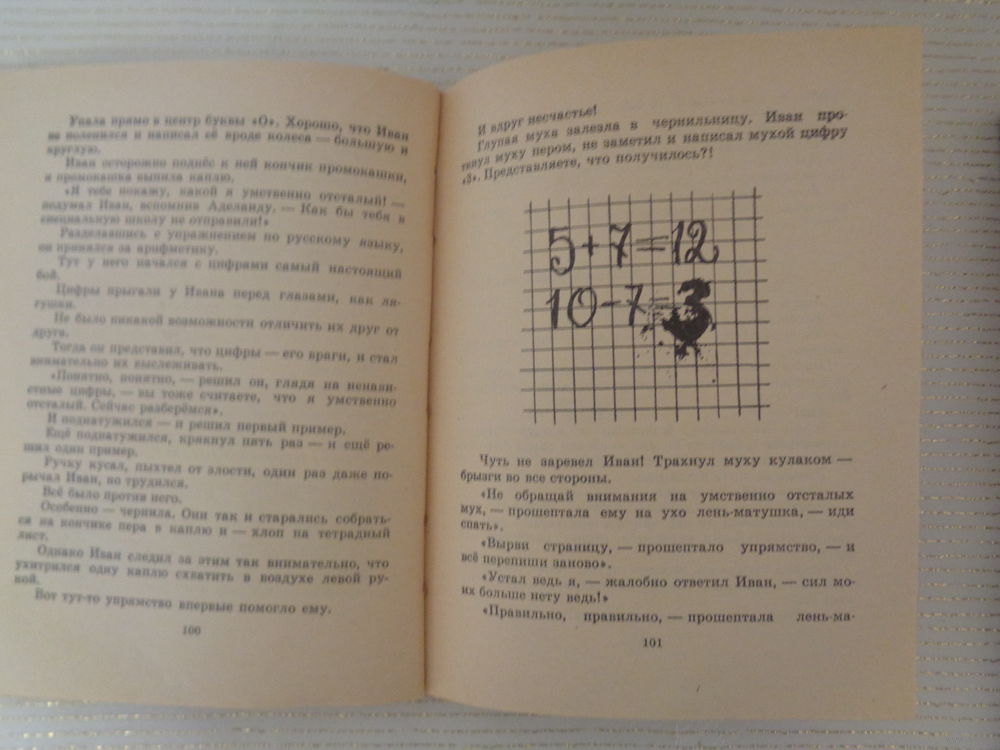 Упала прямо в центр буквы «О». Хорошо, что Иван
не поленился и написал её вроде колеса — большую и
круглую.
Иван осторожно поднёс к ней кончик промокашки,
и промокашка выпила каплю.
«Я тебе покажу, какой я умственно отсталый! —
подумал Иван, вспомнив Аделаиду. — Как бы тебя в
специальную школу не отправили!»
Разделавшись с упражнением по русскому языку,
он принялся за арифметику.
Тут у него начался с цифрами самый настоящий
бой.
Цифры прыгали у Ивана перед глазами, как ля-
гушки.
Не было никакой возможности отличить их друг от
друга.
Тогда он представил, что цифры — его враги, и стал
внимательно их выслеживать.
«Понятно, понятно, — решил он, глядя на ненави-
стные цифры, — вы тоже считаете, что я умственно
отсталый. Сейчас разберёмся».
И поднатужился — и решил первый пример.
Ещё поднатужился, крякнул пять раз — и ещё ре-
шил один пример.
Ручку кусал, пыхтел от злости, один раз даже по-
рычал Иван, но трудился.
Всё было против него.
Особенно — чернила. Они так и старались собрать-
ся на кончике пера в каплю и — хлоп на тетрадный
лист.
Однако Иван следил за этим так внимательно, что
ухитрился одну каплю схватить в воздухе левой ру-
кой.
Вот тут-то упрямство впервые помогло ему.
100
И вдруг несчастье!
Глупая муха залезла в чернильницу. Иван про-
ткнул муху пером, не заметил и написал мухой цифру
«3». Представляете, что получилось?!
5+7=12
10-7=3
Чуть не заревел Иван! Трахнул муху кулаком —
брызги во все стороны.
«Не обращай внимания на умственно отсталых
мух, — прошептала ему на ухо лень-матушка, — иди
спать».
«Вырви страницу, — прошептало упрямство, — и
всё перепиши заново».
«Устал ведь я, — жалобно ответил Иван, — сил мо-
их больше нету ведь!»
«Правильно, правильно, — прошептала лень-ма-
101